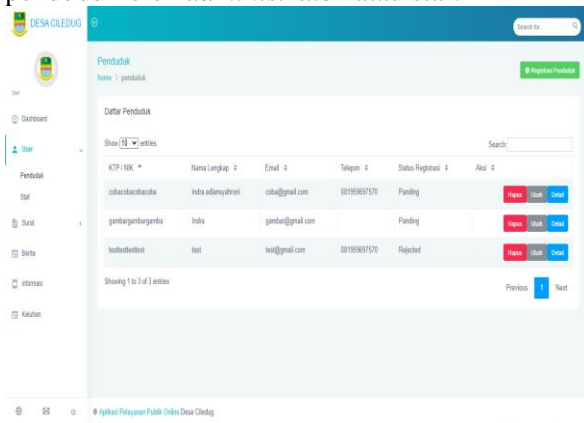 DESA CILEDUG
Search for...
Penduduk
home > penduduk
Registrasi Penduduk
Staf
Dashboard
User
Penduduk
Staf
Surat
Berita
Informasi
Keluhan
Daftar Penduduk
Show 10 entries
Search:
KTP / NIK Nama Lengkap Email Telepon Status Registrasi Aksi
cobacobacobacoba indra adiansyahroni coba@gmail.com 081959697570 Panding Hapus Ubah Detail
gambargambargamba Indra gambar@gmail.com Panding Hapus Ubah Detail
testtesttesttest test test@gmail.com 081959697570 Rejected Hapus Ubah Detail
Showing 1 to 3 of 3 entries
Previous 1 Next
Aplikasi Pelayanan Publik Online Desa Ciledug